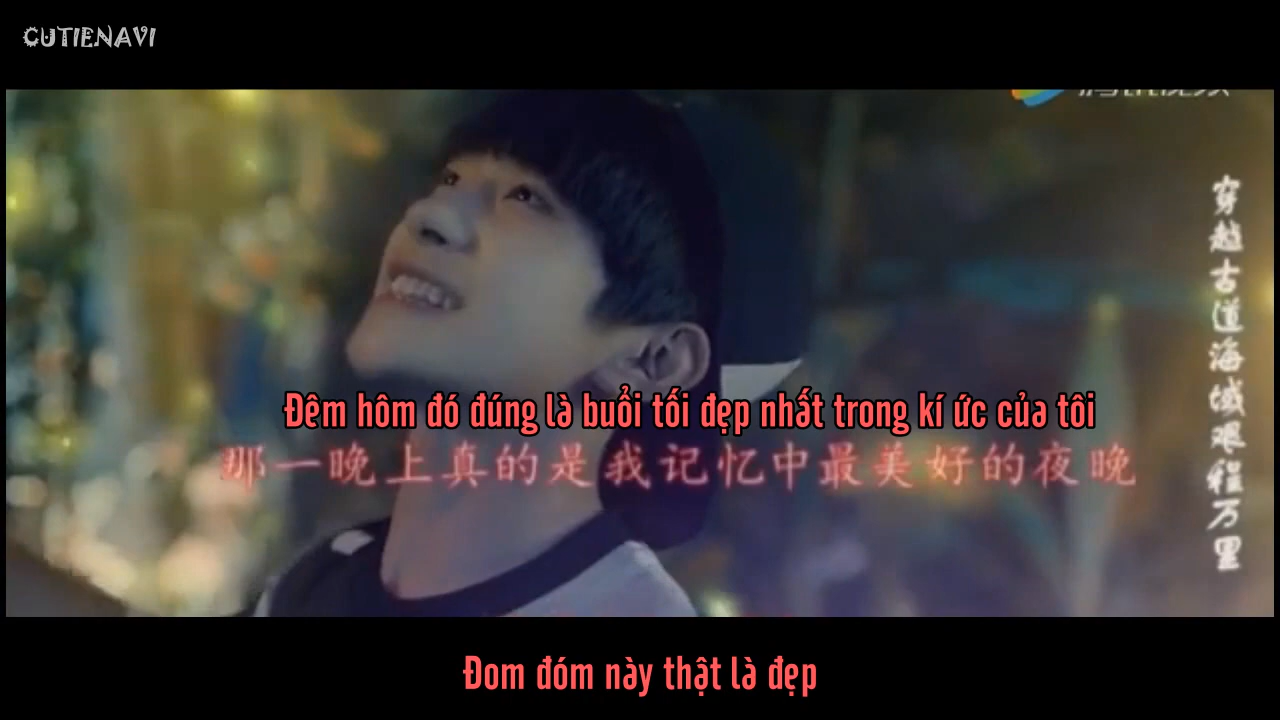 CUTIENAVI
穿越古道海域艰程万里
Đêm hôm đó đúng là buổi tối đẹp nhất trong kí ức của tôi
那一晚上真的是我记忆中最美好的夜晚
Đom đóm này thật là đẹp